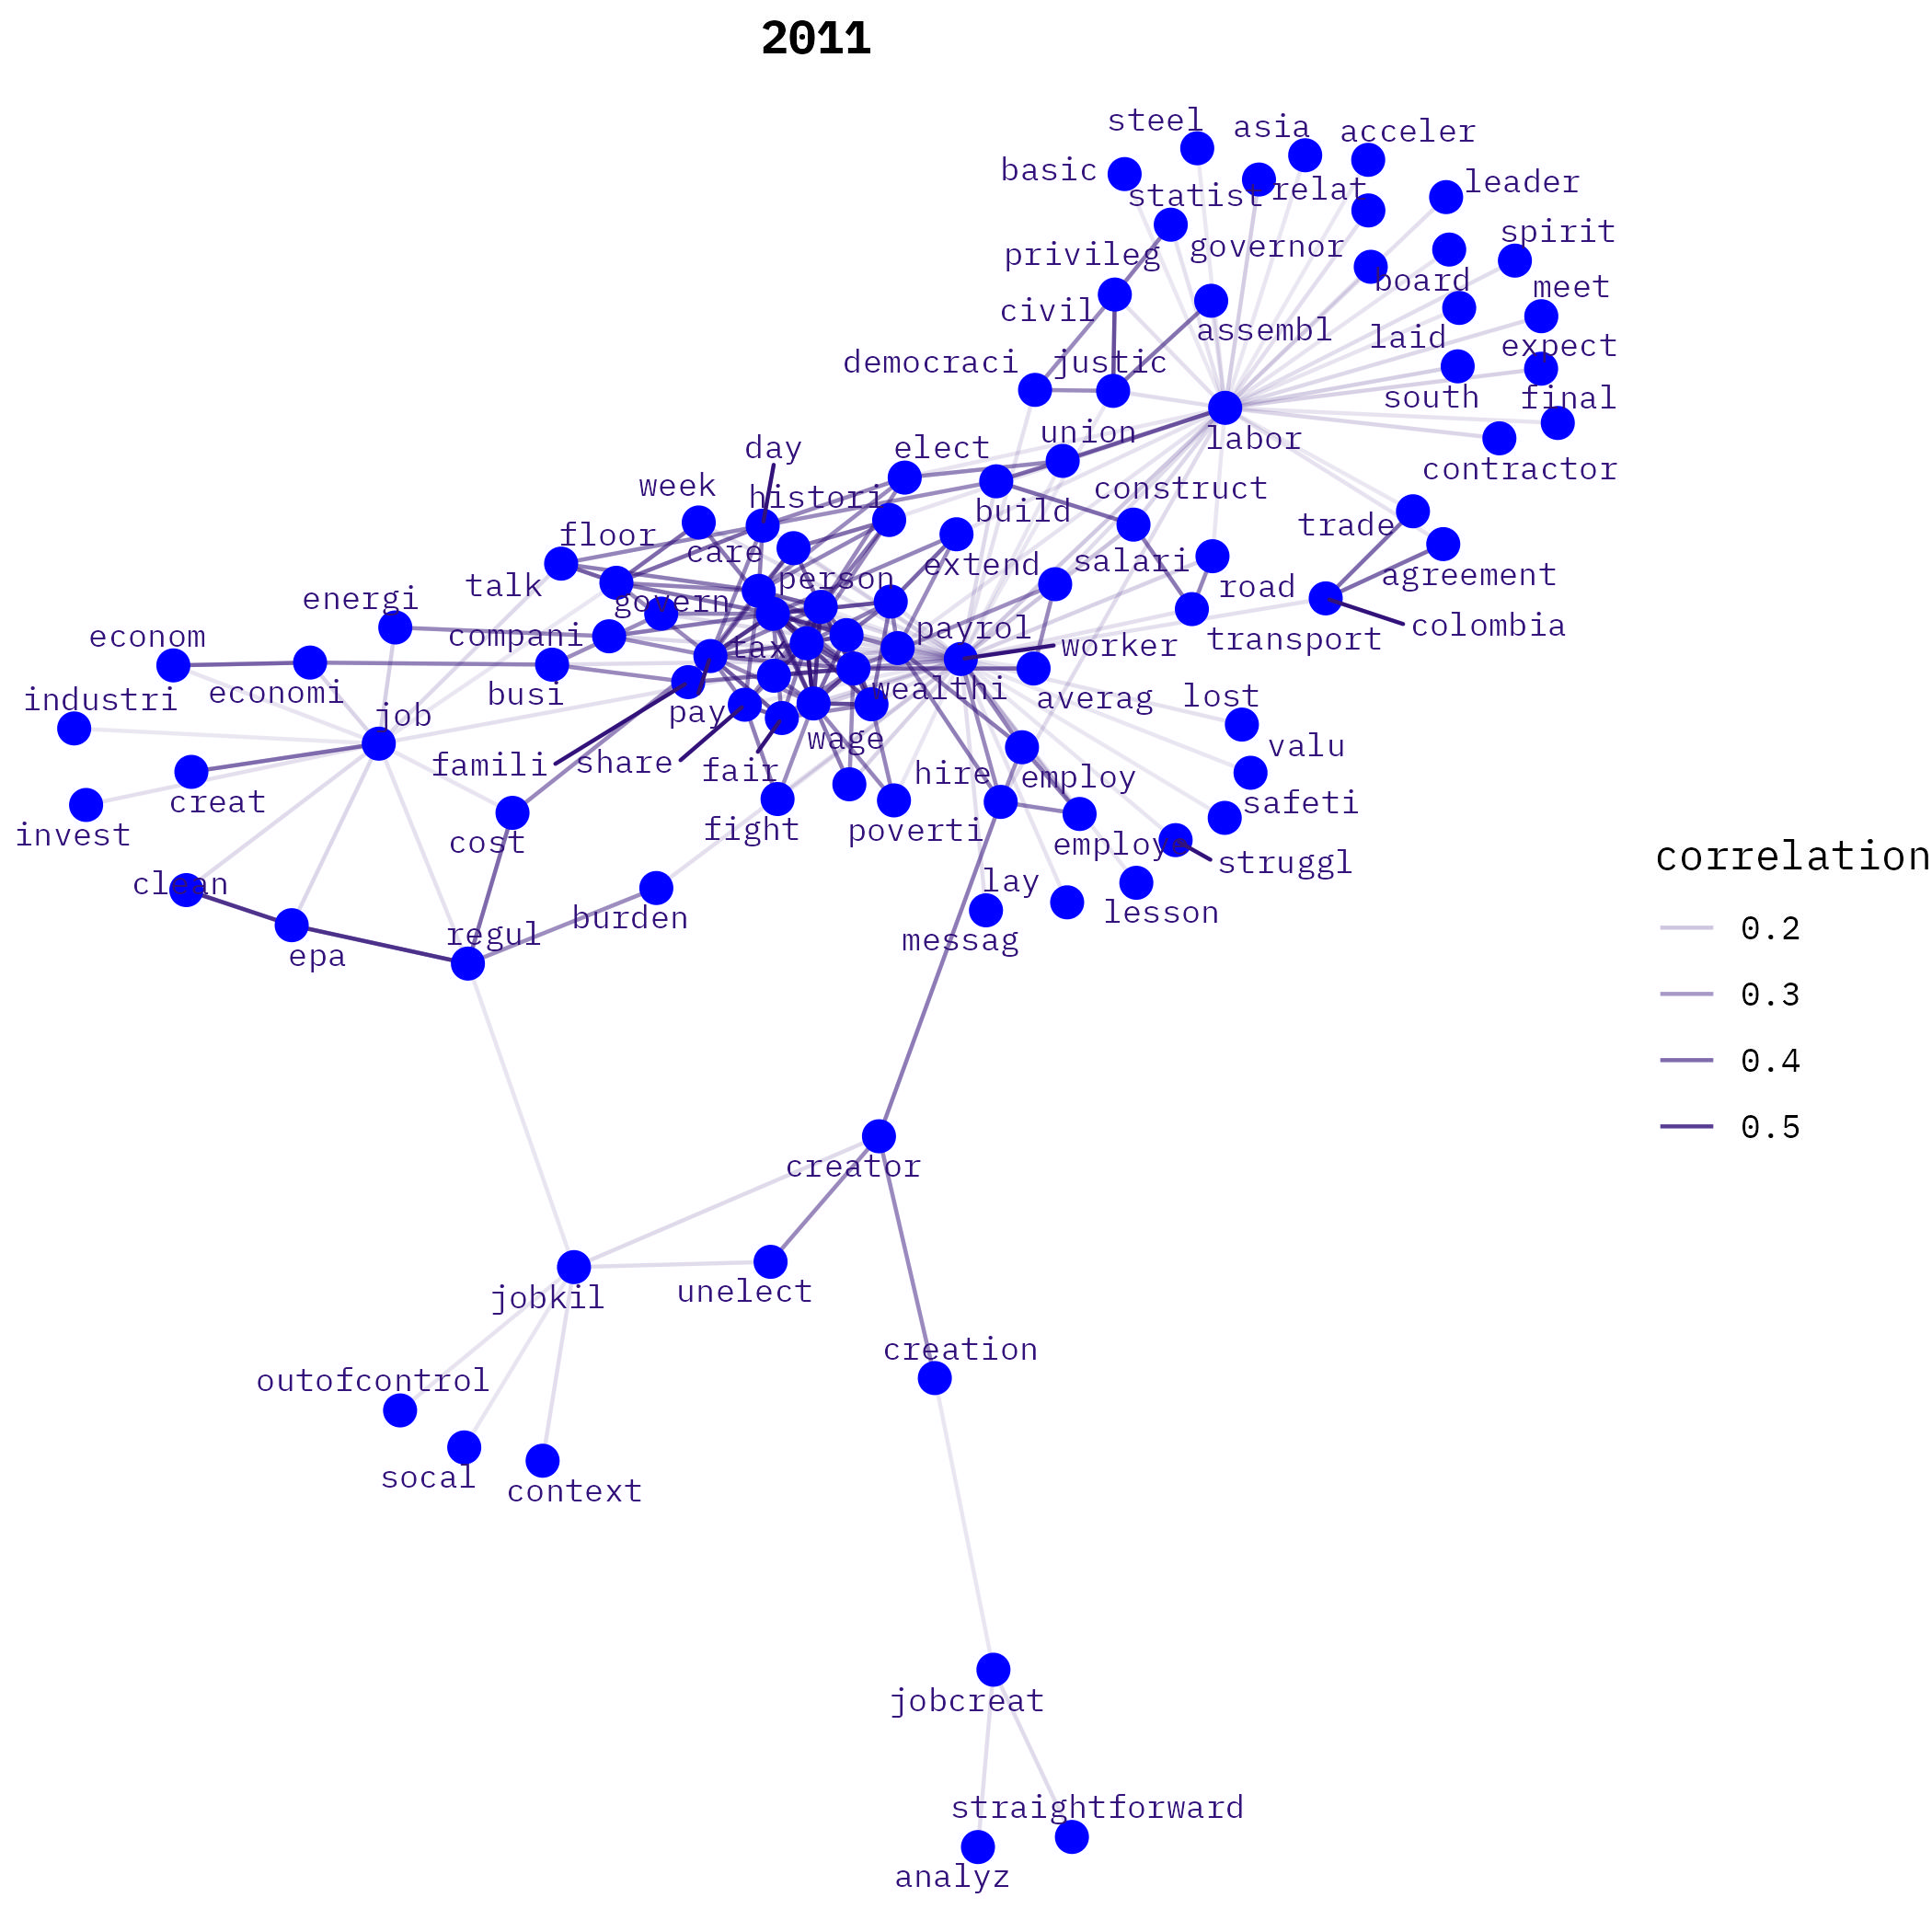 2011
steel
asia
acceler
basic
statist
relat
leader
privileg
governor
spirit
civil
board
meet
assembl
laid
expect
democraci
justic
south
final
day
elect
union
labor
contractor
week
histori
construct
floor
care
build
trade
talk
person
extend
salari
agreement
energi
govern
road
econom
compani
tax
payrol
worker
transport
colombia
industri
economi
busi
pay
wealthi
averag
lost
job
famili
share
fair
wage
valu
creat
hire
employ
safeti
invest
cost
fight
poverti
employe
struggl
clean
burden
lay
lesson
epa
regul
messag
correlation
0.2
0.3
0.4
0.5
creator
jobkil
unelect
creation
outofcontrol
socal
context
jobcreat
straightforward
analyz